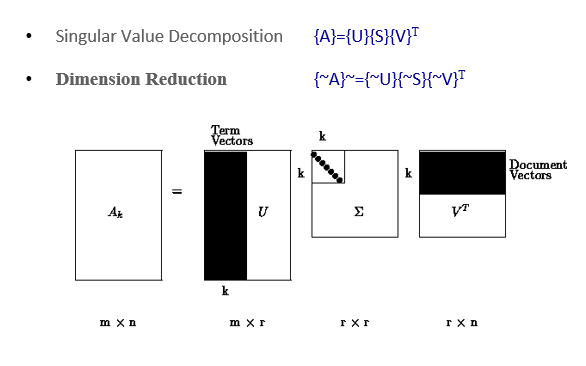 • Singular Value Decomposition {A}={U}{S}{V}ᵀ
• Dimension Reduction {~A}~={~U}{~S}{~V}ᵀ
Term
Vectors
k
k
k
Document
Vectors
Aₖ = U Σ Vᵀ
k
m × n m × r r × r r × n